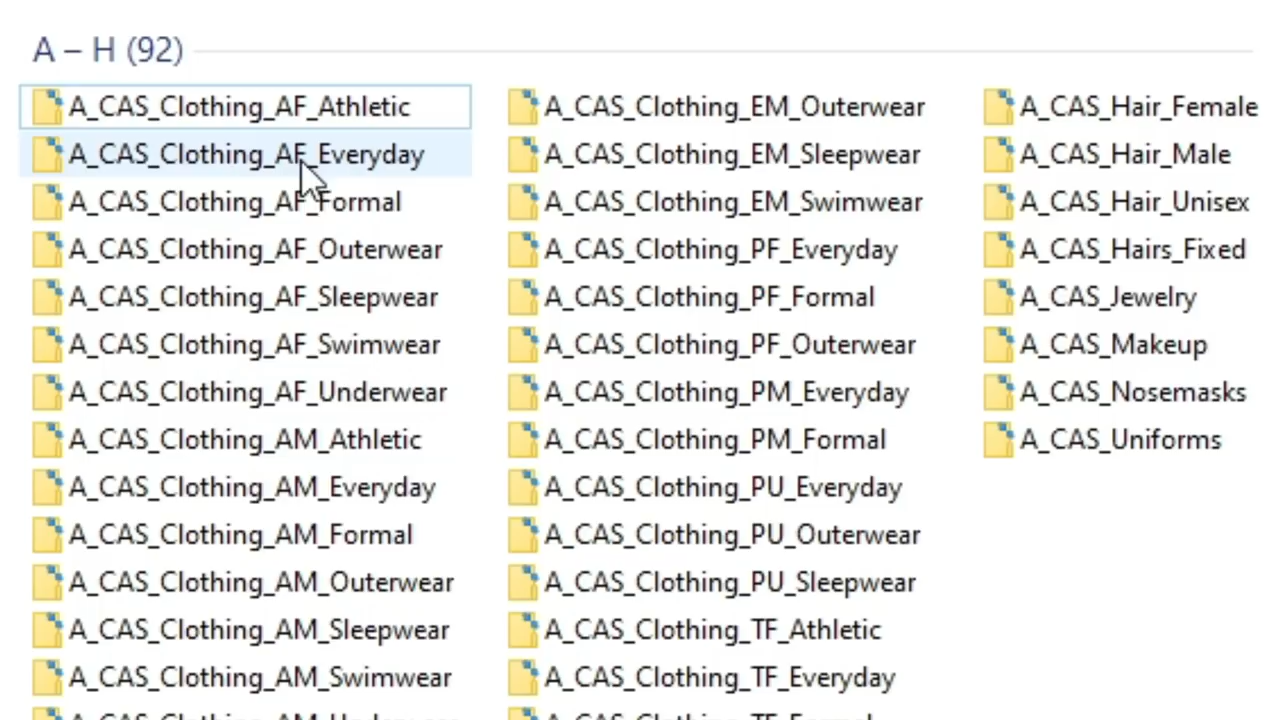 A – H (92)
A_CAS_Clothing_AF_Athletic
A_CAS_Clothing_AF_Everyday
A_CAS_Clothing_AF_Formal
A_CAS_Clothing_AF_Outerwear
A_CAS_Clothing_AF_Sleepwear
A_CAS_Clothing_AF_Swimwear
A_CAS_Clothing_AF_Underwear
A_CAS_Clothing_AM_Athletic
A_CAS_Clothing_AM_Everyday
A_CAS_Clothing_AM_Formal
A_CAS_Clothing_AM_Outerwear
A_CAS_Clothing_AM_Sleepwear
A_CAS_Clothing_AM_Swimwear
A_CAS_Clothing_EM_Outerwear
A_CAS_Clothing_EM_Sleepwear
A_CAS_Clothing_EM_Swimwear
A_CAS_Clothing_PF_Everyday
A_CAS_Clothing_PF_Formal
A_CAS_Clothing_PF_Outerwear
A_CAS_Clothing_PM_Everyday
A_CAS_Clothing_PM_Formal
A_CAS_Clothing_PU_Everyday
A_CAS_Clothing_PU_Outerwear
A_CAS_Clothing_PU_Sleepwear
A_CAS_Clothing_TF_Athletic
A_CAS_Clothing_TF_Everyday
A_CAS_Hair_Female
A_CAS_Hair_Male
A_CAS_Hair_Unisex
A_CAS_Hairs_Fixed
A_CAS_Jewelry
A_CAS_Makeup
A_CAS_Nosemasks
A_CAS_Uniforms